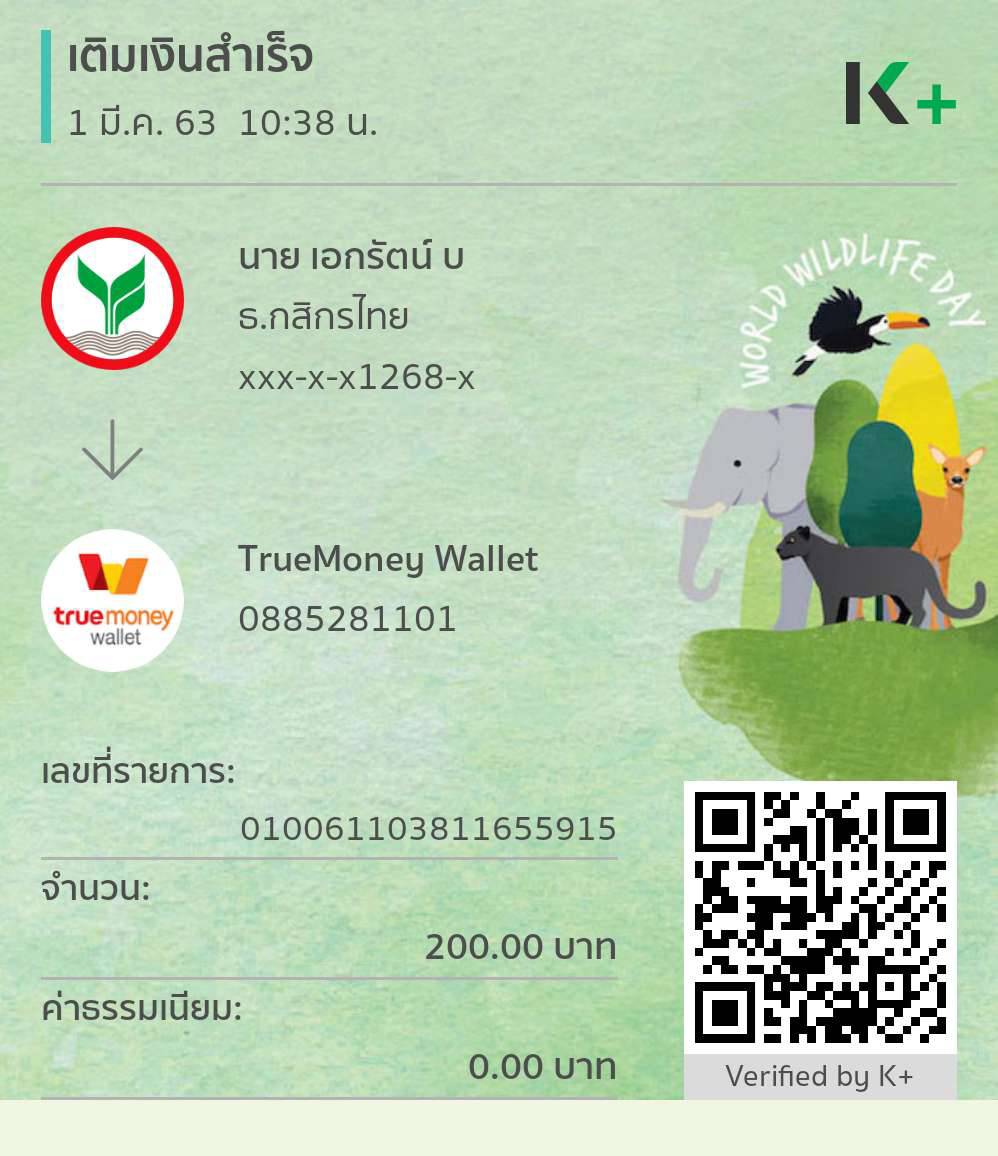 เติมเงินสำเร็จ
1 มี.ค. 63 10:38 น.
K+
นาย เอกรัตน์ บ
ธ.กสิกรไทย
xxx-x-x1268-x
WORLD WILDLIFE DAY
TrueMoney Wallet
0885281101
truemoney
wallet
เลขที่รายการ:
010061103811655915
จำนวน:
200.00 บาท
ค่าธรรมเนียม:
0.00 บาท
Verified by K+